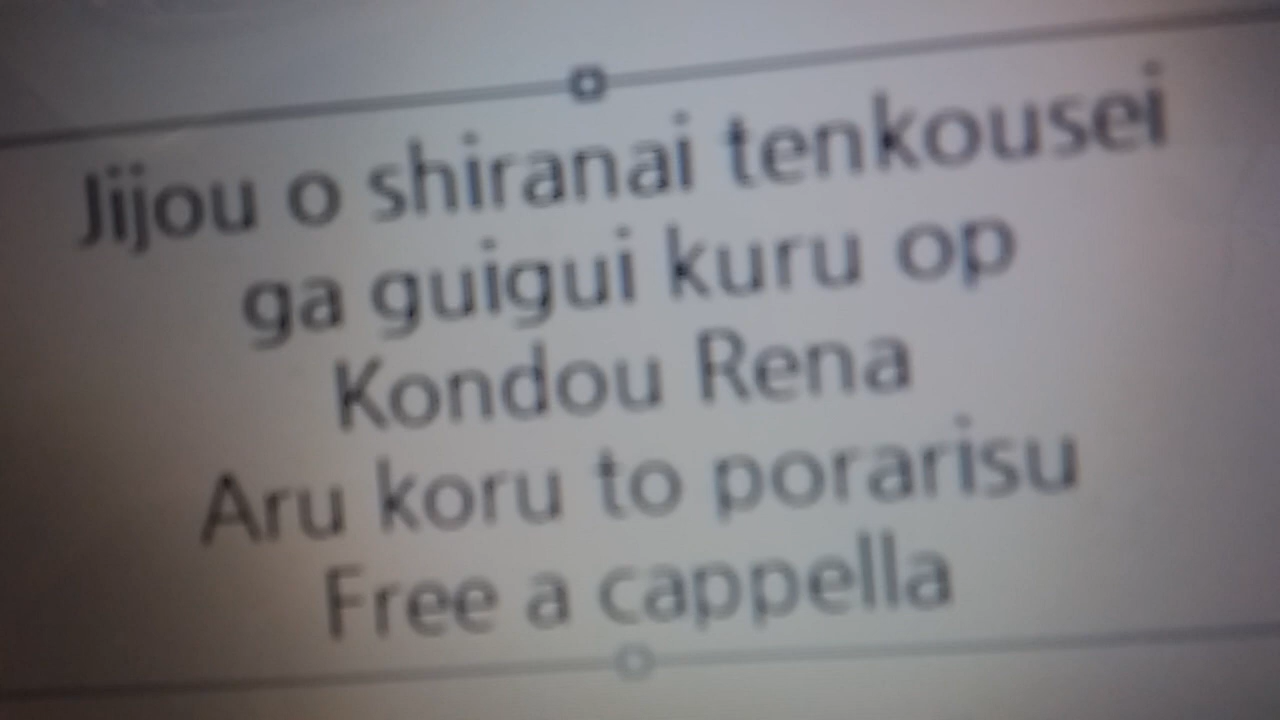 Jijou o shiranai tenkousei
ga guigui kuru op
Kondou Rena
Aru koru to porarisu
Free a cappella